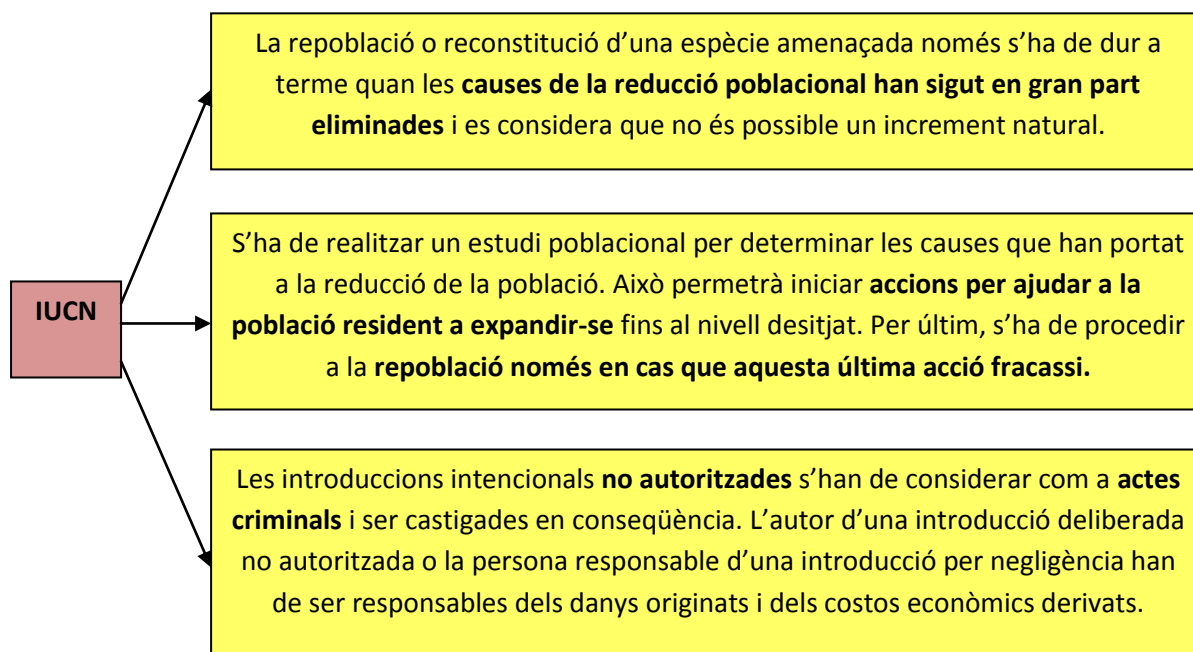 La repoblació o reconstitució d’una espècie amenaçada només s’ha de dur a
terme quan les causes de la reducció poblacional han sigut en gran part
eliminades i es considera que no és possible un increment natural.
S’ha de realitzar un estudi poblacional per determinar les causes que han portat
a la reducció de la població. Això permetrà iniciar accions per ajudar a la
població resident a expandir-se fins al nivell desitjat. Per últim, s’ha de procedir
a la repoblació només en cas que aquesta última acció fracassi.
IUCN
Les introduccions intencionals no autoritzades s’han de considerar com a actes
criminals i ser castigades en conseqüència. L’autor d’una introducció deliberada
no autoritzada o la persona responsable d’una introducció per negligència han
de ser responsables dels danys originats i dels costos econòmics derivats.